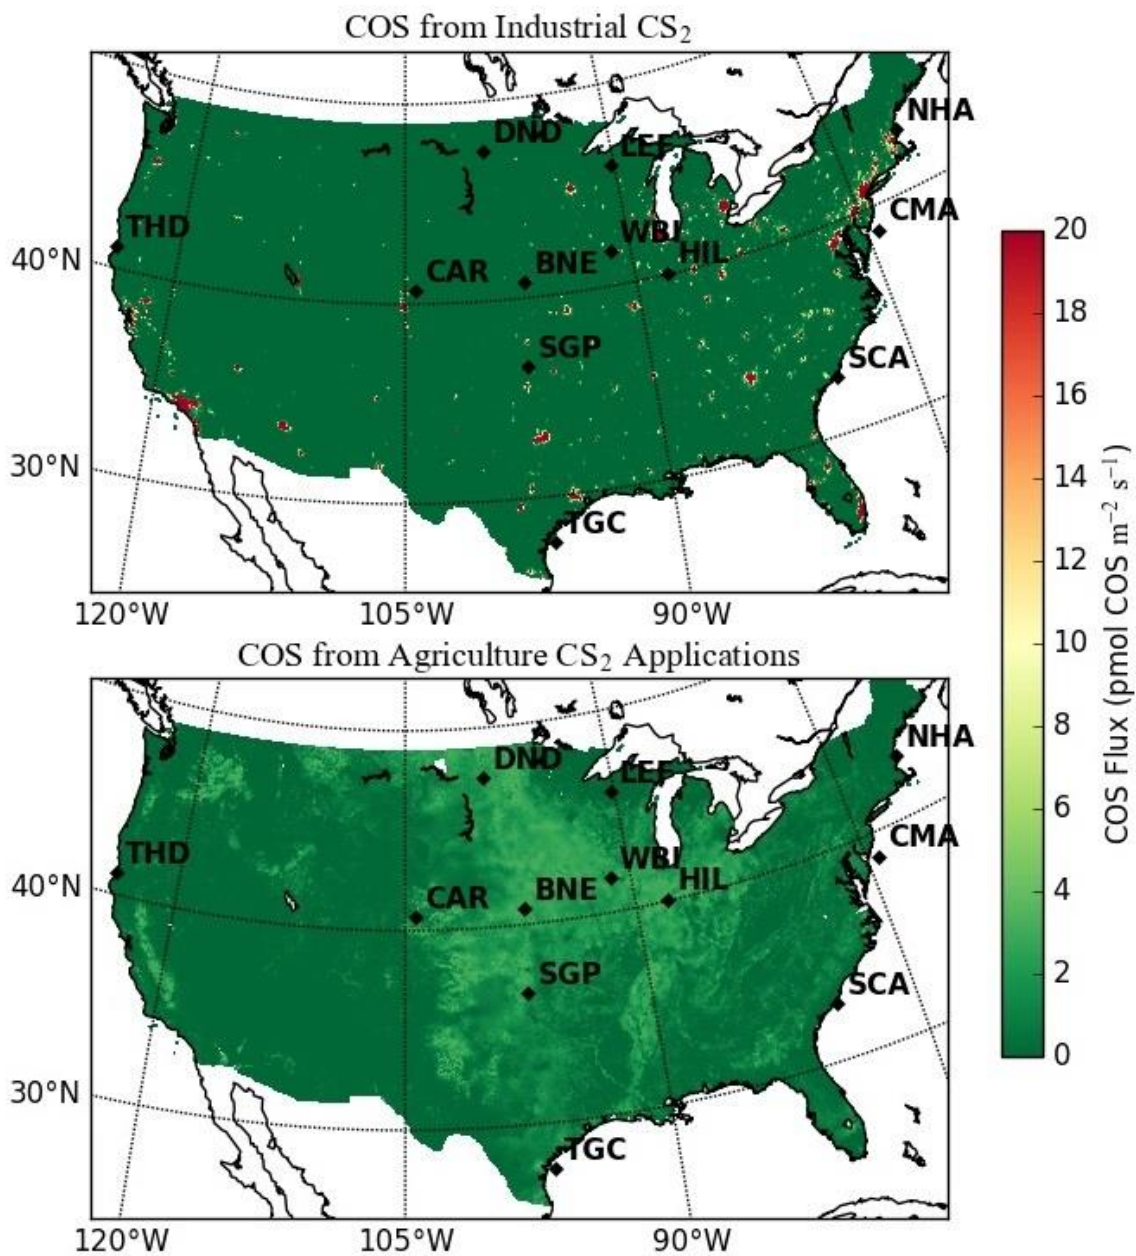 COS from Industrial CS₂
NHA
DND
LEF
CMA
THD
WBI
HIL
BNE
CAR
40°N
SGP
SCA
30°N
TGC
120°W 105°W 90°W
COS from Agriculture CS₂ Applications
NHA
DND
LEF
CMA
THD
WBI
HIL
BNE
CAR
40°N
SGP
SCA
30°N
TGC
120°W 105°W 90°W
20
18
16
14
12
10
8
6
4
2
0
COS Flux (pmol COS m⁻² s⁻¹)